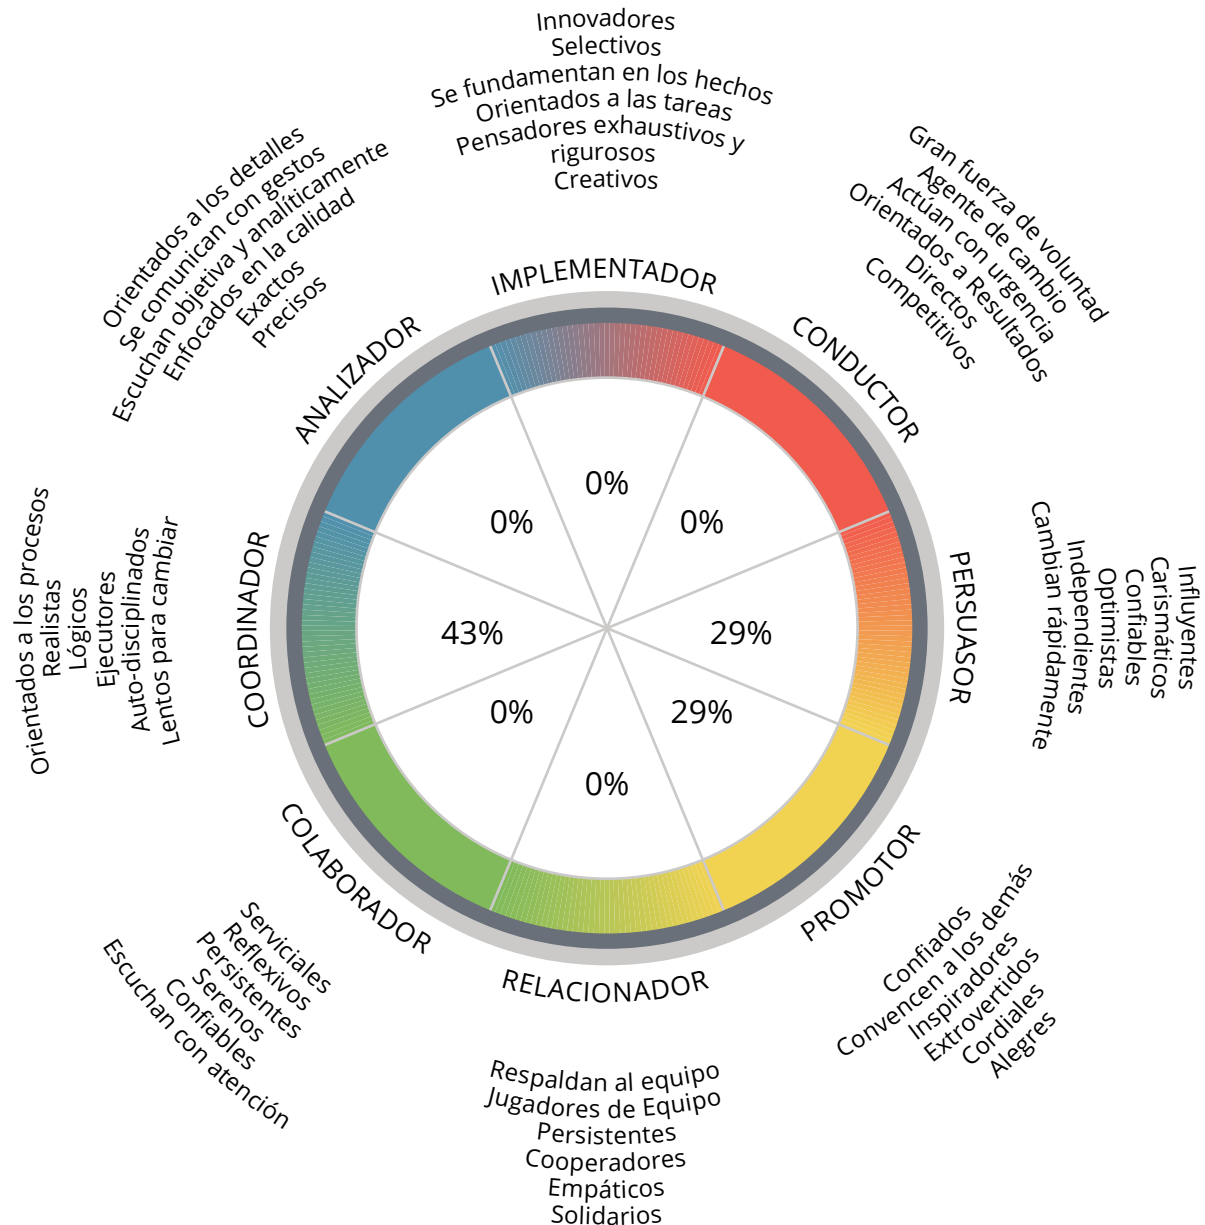 Innovadores
Selectivos
Se fundamentan en los hechos
Orientados a las tareas
Pensadores exhaustivos y
rigurosos
Creativos
IMPLEMENTADOR
0%
Gran fuerza de voluntad
Agente de cambio
Actúan con urgencia
Orientados a Resultados
Directos
Competitivos
CONDUCTOR
0%
Influyentes
Carismáticos
Confiables
Optimistas
Independientes
Cambian rápidamente
PERSUASOR
29%
PROMOTOR
29%
Confiados
Convencen a los demás
Inspiradores
Extrovertidos
Cordiales
Alegres
0%
RELACIONADOR
Respaldan al equipo
Jugadores de Equipo
Persistentes
Cooperadores
Empáticos
Solidarios
0%
COLABORADOR
Serviciales
Reflexivos
Persistentes
Serenos
Confiables
Escuchan con atención
43%
COORDINADOR
Orientados a los procesos
Realistas
Lógicos
Ejecutores
Auto-disciplinados
Lentos para cambiar
Orientados a los detalles
Se comunican con gestos
Escuchan objetiva y analíticamente
Enfocados en la calidad
Exactos
Precisos
ANALIZADOR
0%